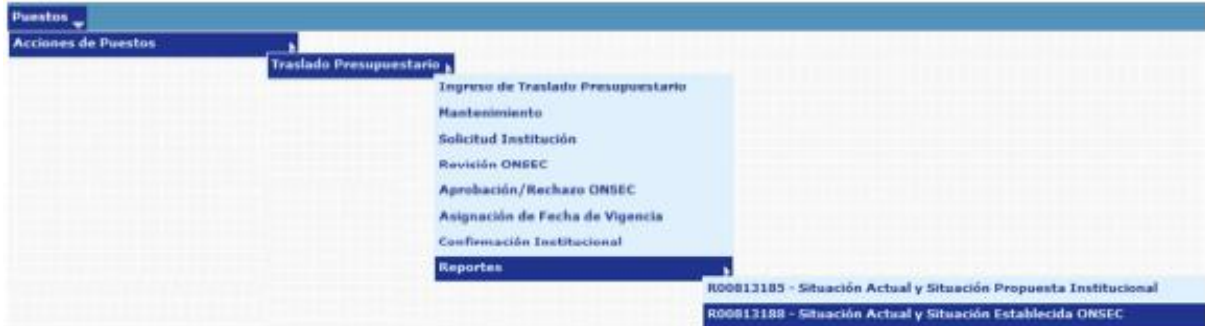 Puestos
Acciones de Puestos
Traslado Presupuestario
Ingreso de Traslado Presupuestario
Mantenimiento
Solicitud Institución
Revisión ONSEC
Aprobación/Rechazo ONSEC
Asignación de Fecha de Vigencia
Confirmación Institucional
Reportes
R00813185 - Situación Actual y Situación Propuesta Institucional
R00813188 - Situación Actual y Situación Establecida ONSEC